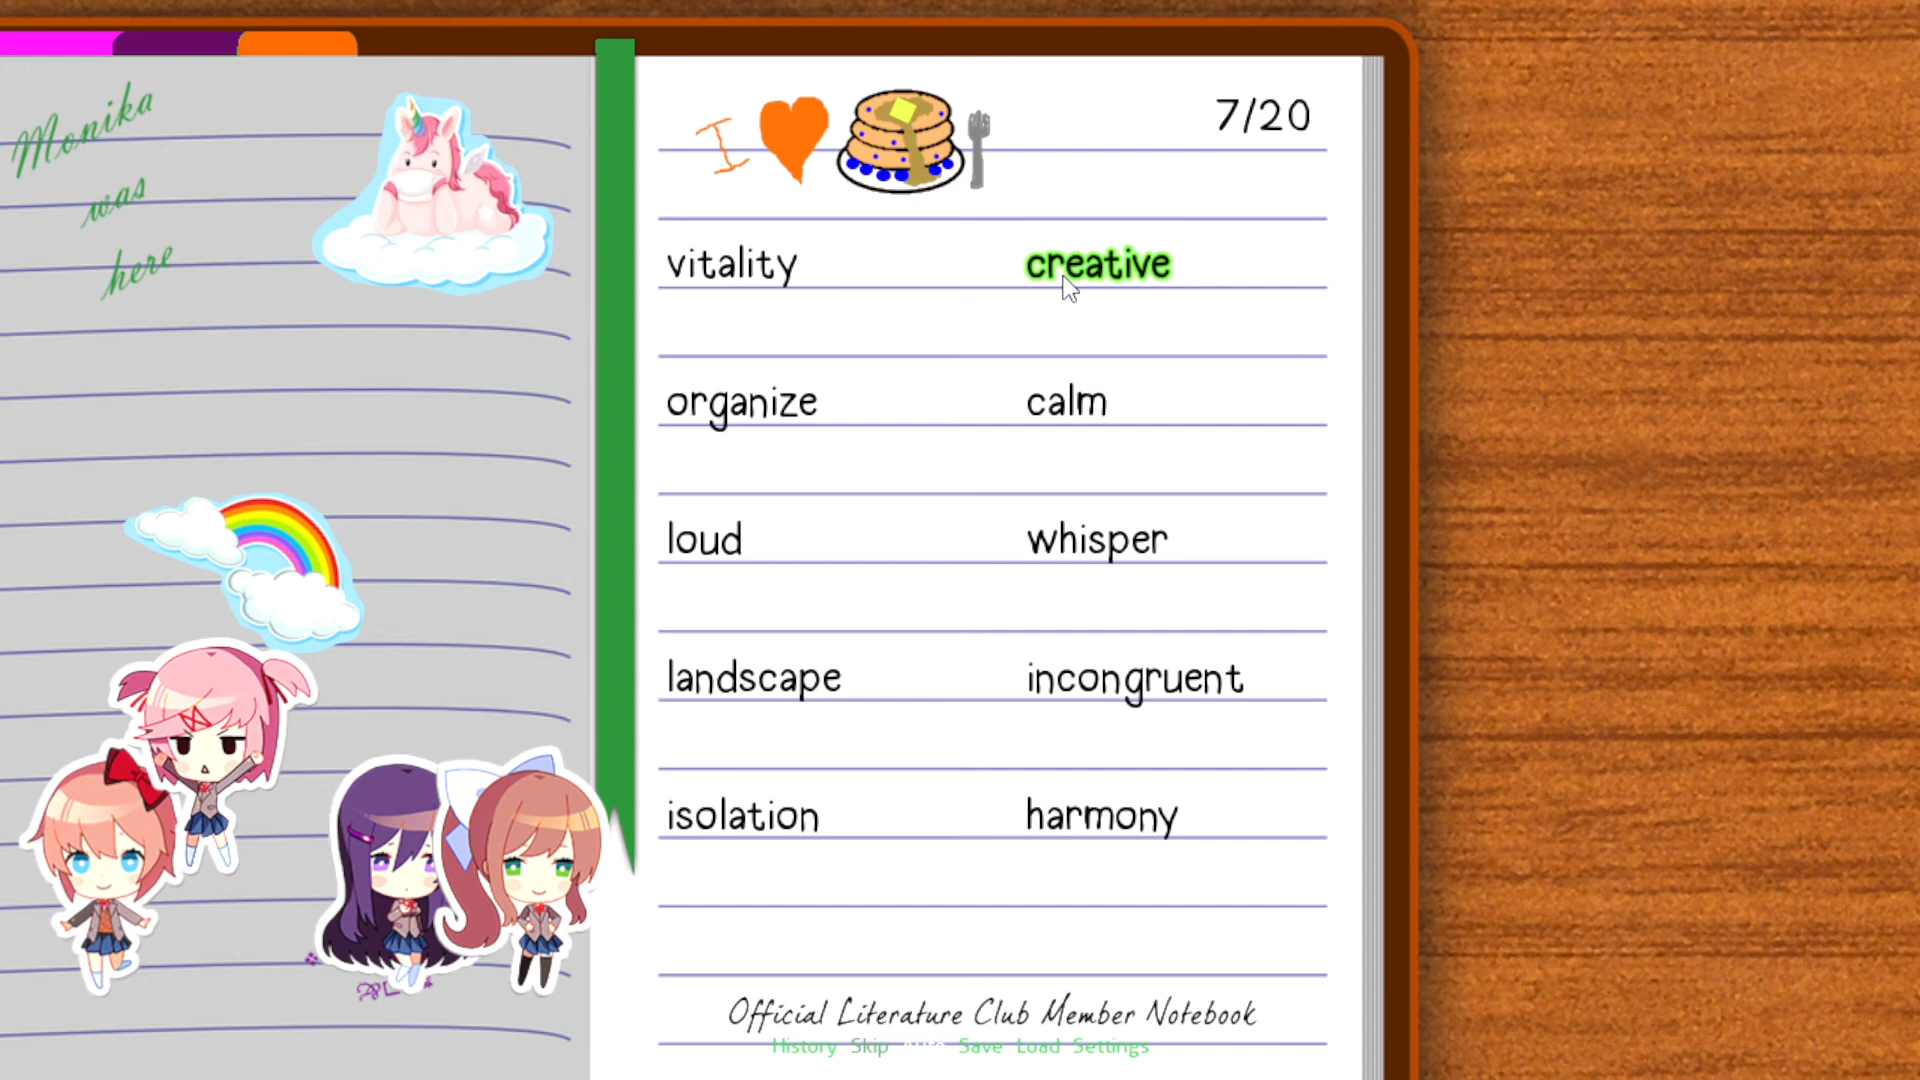 Monika
was
here
I
7/20
vitality creative
organize calm
loud whisper
landscape incongruent
isolation harmony
Official Literature Club Member Notebook
History Skip Auto Save Load Settings